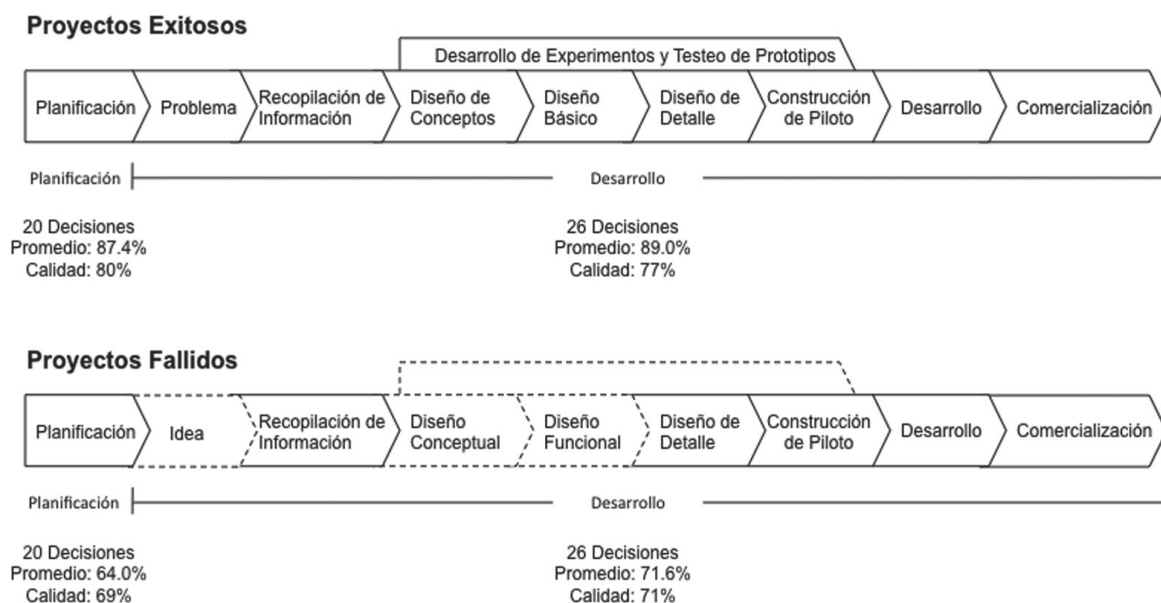 Proyectos Exitosos
Desarrollo de Experimentos y Testeo de Prototipos
Planificación
Problema
Recopilación de
Información
Diseño de
Conceptos
Diseño
Básico
Diseño de
Detalle
Construcción
de Piloto
Desarrollo
Comercialización
Planificación
Desarrollo
20 Decisiones
Promedio: 87.4%
Calidad: 80%
26 Decisiones
Promedio: 89.0%
Calidad: 77%
Proyectos Fallidos
Planificación
Idea
Recopilación de
Información
Diseño
Conceptual
Diseño
Funcional
Diseño de
Detalle
Construcción
de Piloto
Desarrollo
Comercialización
Planificación
Desarrollo
20 Decisiones
Promedio: 64.0%
Calidad: 69%
26 Decisiones
Promedio: 71.6%
Calidad: 71%